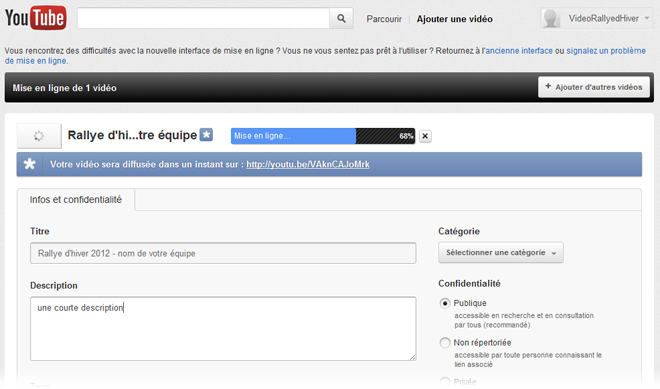 YouTube
Parcourir | Ajouter une vidéo
VideoRallyedHiver
Vous rencontrez des difficultés avec la nouvelle interface de mise en ligne ? Vous ne vous sentez pas prêt à l'utiliser ? Retournez à l'ancienne interface ou signalez un problème
de mise en ligne.
Mise en ligne de 1 vidéo
+ Ajouter d'autres vidéos
Rallye d'hi...tre équipe
Mise en ligne... 68%
Votre vidéo sera diffusée dans un instant sur : http://youtu.be/VAknCAJoMrk
Infos et confidentialité
Titre
Rallye d'hiver 2012 - nom de votre équipe
Description
une courte description
Catégorie
Sélectionner une catégorie
Confidentialité
Publique
accessible en recherche et en consultation
par tous (recommandé)
Non répertoriée
accessible par toute personne connaissant le
lien associé
Privée